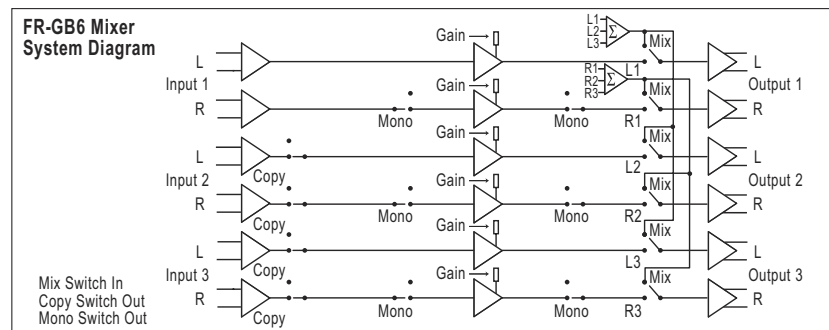 FR-GB6 Mixer
System Diagram
L1
L2
L3
Σ
Mix
Gain
L
L
Input 1
Output 1
R1
R2
R3
Σ
L1
Mix
Gain
R
Mono
Mono
R1
R
Mix
Gain
L
Copy
L2
L
Input 2
Output 2
Mix
Gain
R
Copy
Mono
Mono
R2
R
Mix
Gain
L
Copy
L3
L
Input 3
Output 3
Mix
Gain
R
Copy
Mono
Mono
R3
R
Mix Switch In
Copy Switch Out
Mono Switch Out